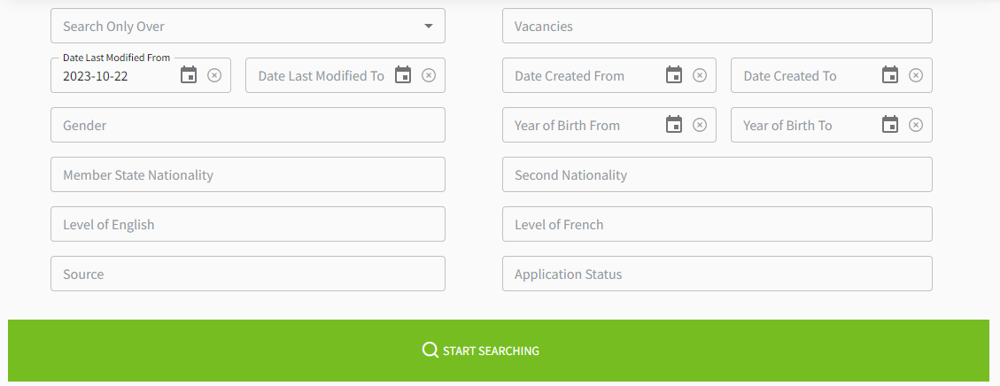 Search Only Over
Vacancies
Date Last Modified From
2023-10-22
Date Last Modified To
Date Created From
Date Created To
Gender
Year of Birth From
Year of Birth To
Member State Nationality
Second Nationality
Level of English
Level of French
Source
Application Status
START SEARCHING